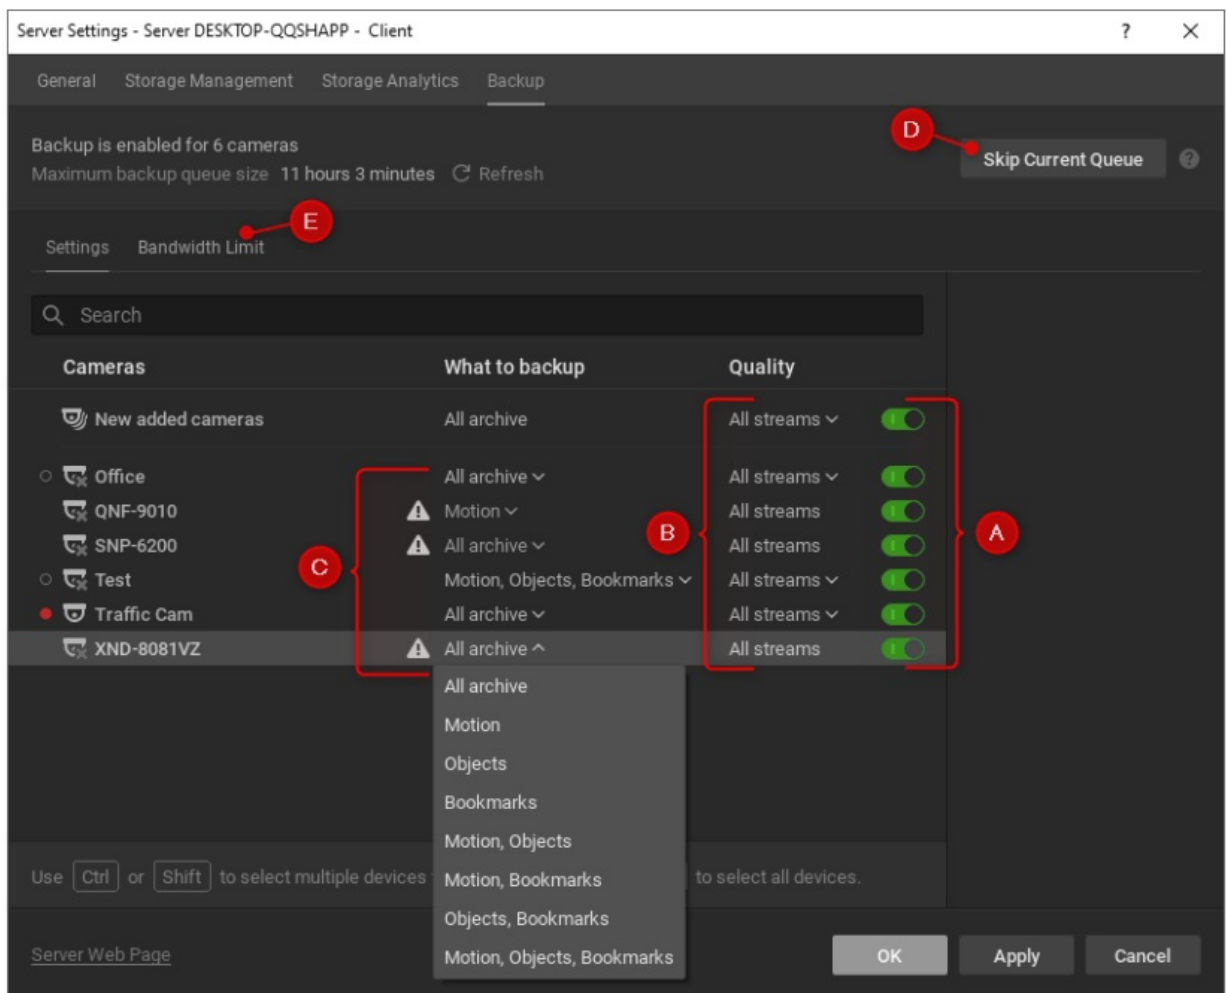 Server Settings - Server DESKTOP-QQSHAPP - Client ?
General Storage Management Storage Analytics Backup
Backup is enabled for 6 cameras
D
Skip Current Queue ?
Maximum backup queue size 11 hours 3 minutes Refresh
E
Settings Bandwidth Limit
Search
Cameras What to backup Quality
New added cameras All archive All streams
Office All archive All streams
QNF-9010 Motion All streams
B
A
SNP-6200 All archive All streams
C
Test Motion, Objects, Bookmarks All streams
Traffic Cam All archive All streams
XND-8081VZ All archive All streams
All archive
Motion
Objects
Bookmarks
Motion, Objects
Use Ctrl or Shift to select multiple devices to select all devices.
Motion, Bookmarks
Objects, Bookmarks
Motion, Objects, Bookmarks
Server Web Page OK Apply Cancel